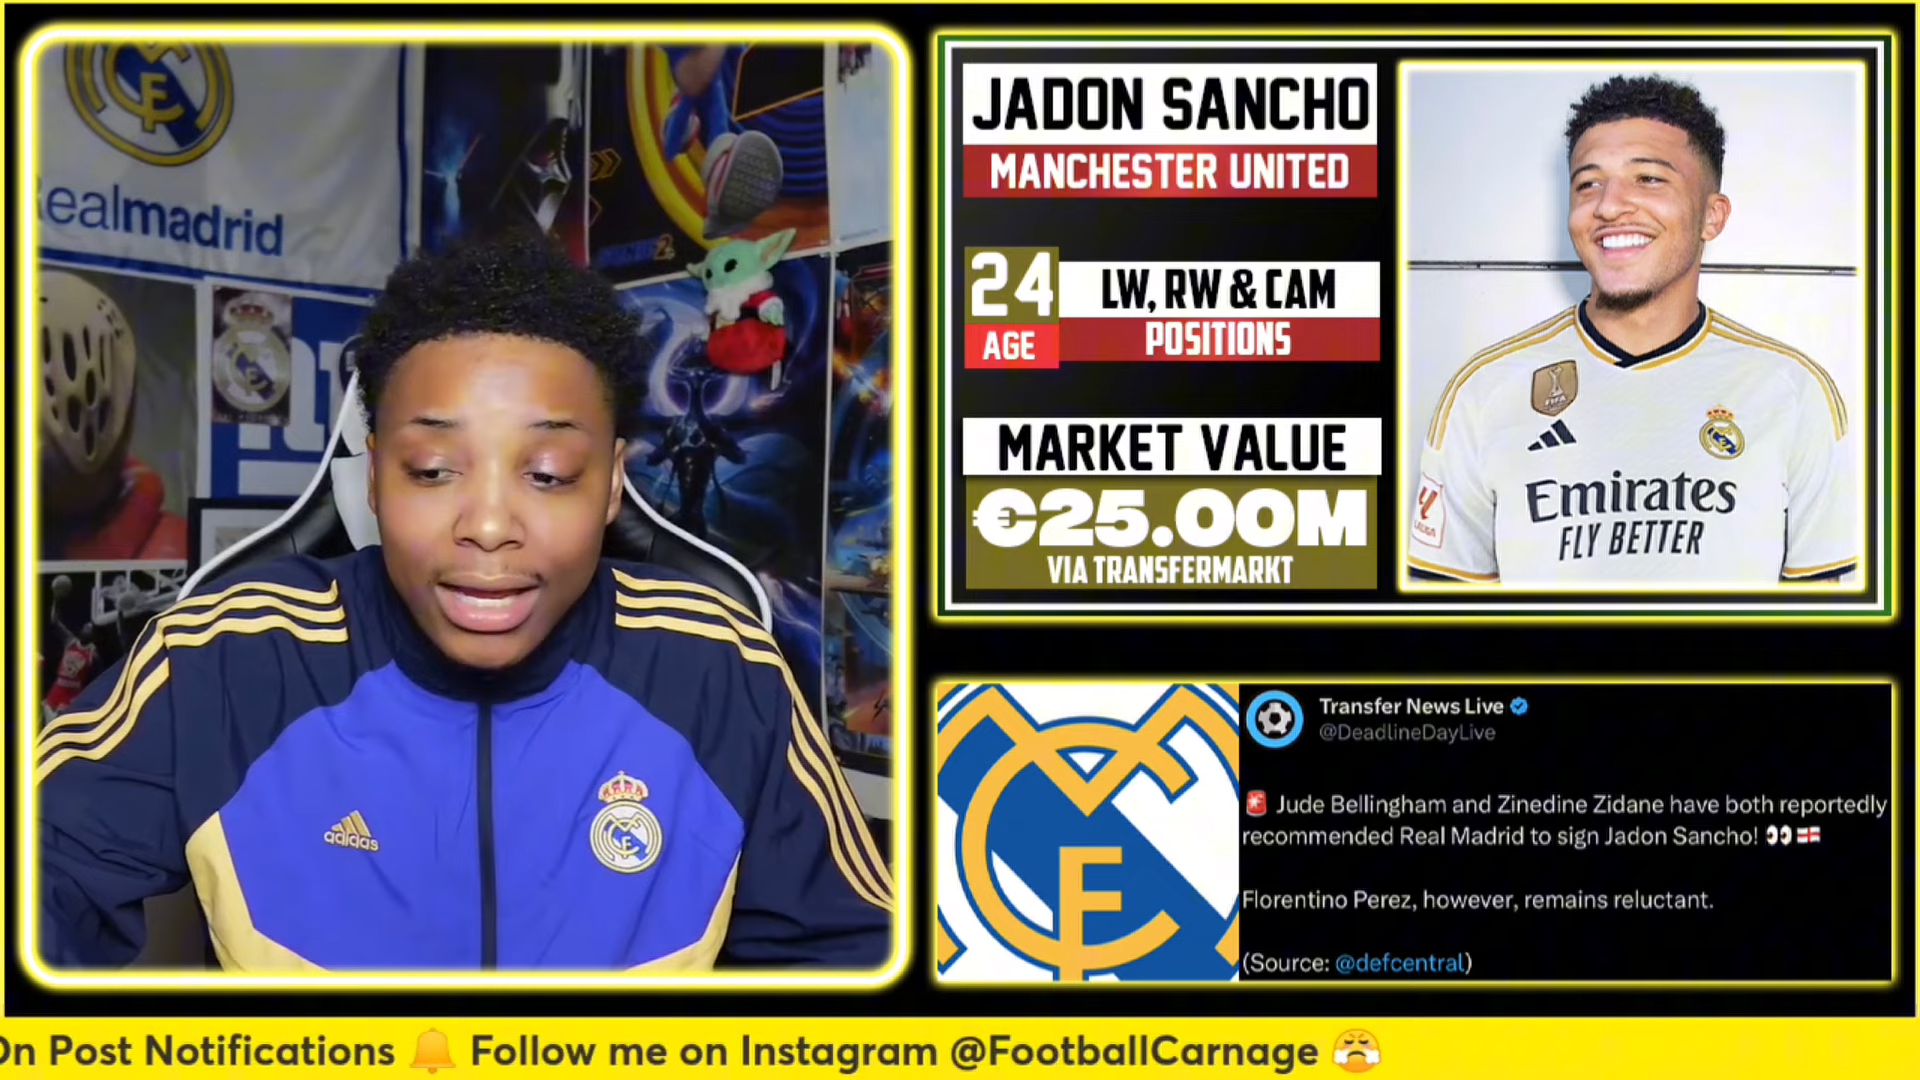 ealmadrid
adidas
JADON SANCHO
MANCHESTER UNITED
24
AGE
LW, RW & CAM
POSITIONS
MARKET VALUE
€25.00M
VIA TRANSFERMARKT
FIFA
Emirates
FLY BETTER
Transfer News Live
@DeadlineDayLive
🚨 Jude Bellingham and Zinedine Zidane have both reportedly
recommended Real Madrid to sign Jadon Sancho! 👀🏴󠁧󠁢󠁥󠁮󠁧󠁿
Florentino Perez, however, remains reluctant.
(Source: @defcentral)
On Post Notifications 🔔 Follow me on Instagram @FootballCarnage 😤